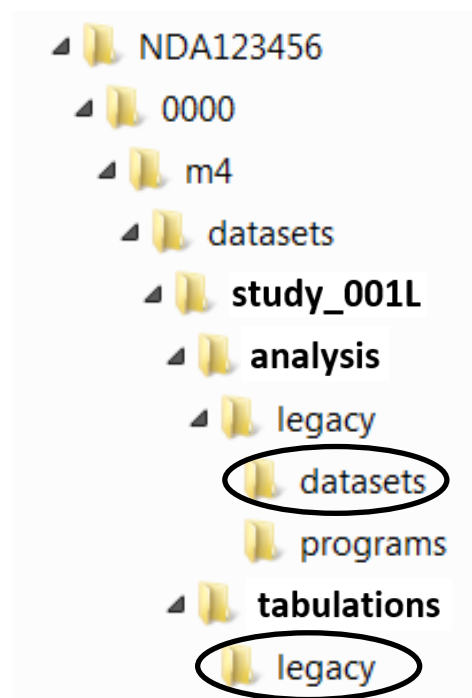 NDA123456
0000
m4
datasets
study_001L
analysis
legacy
datasets
programs
tabulations
legacy